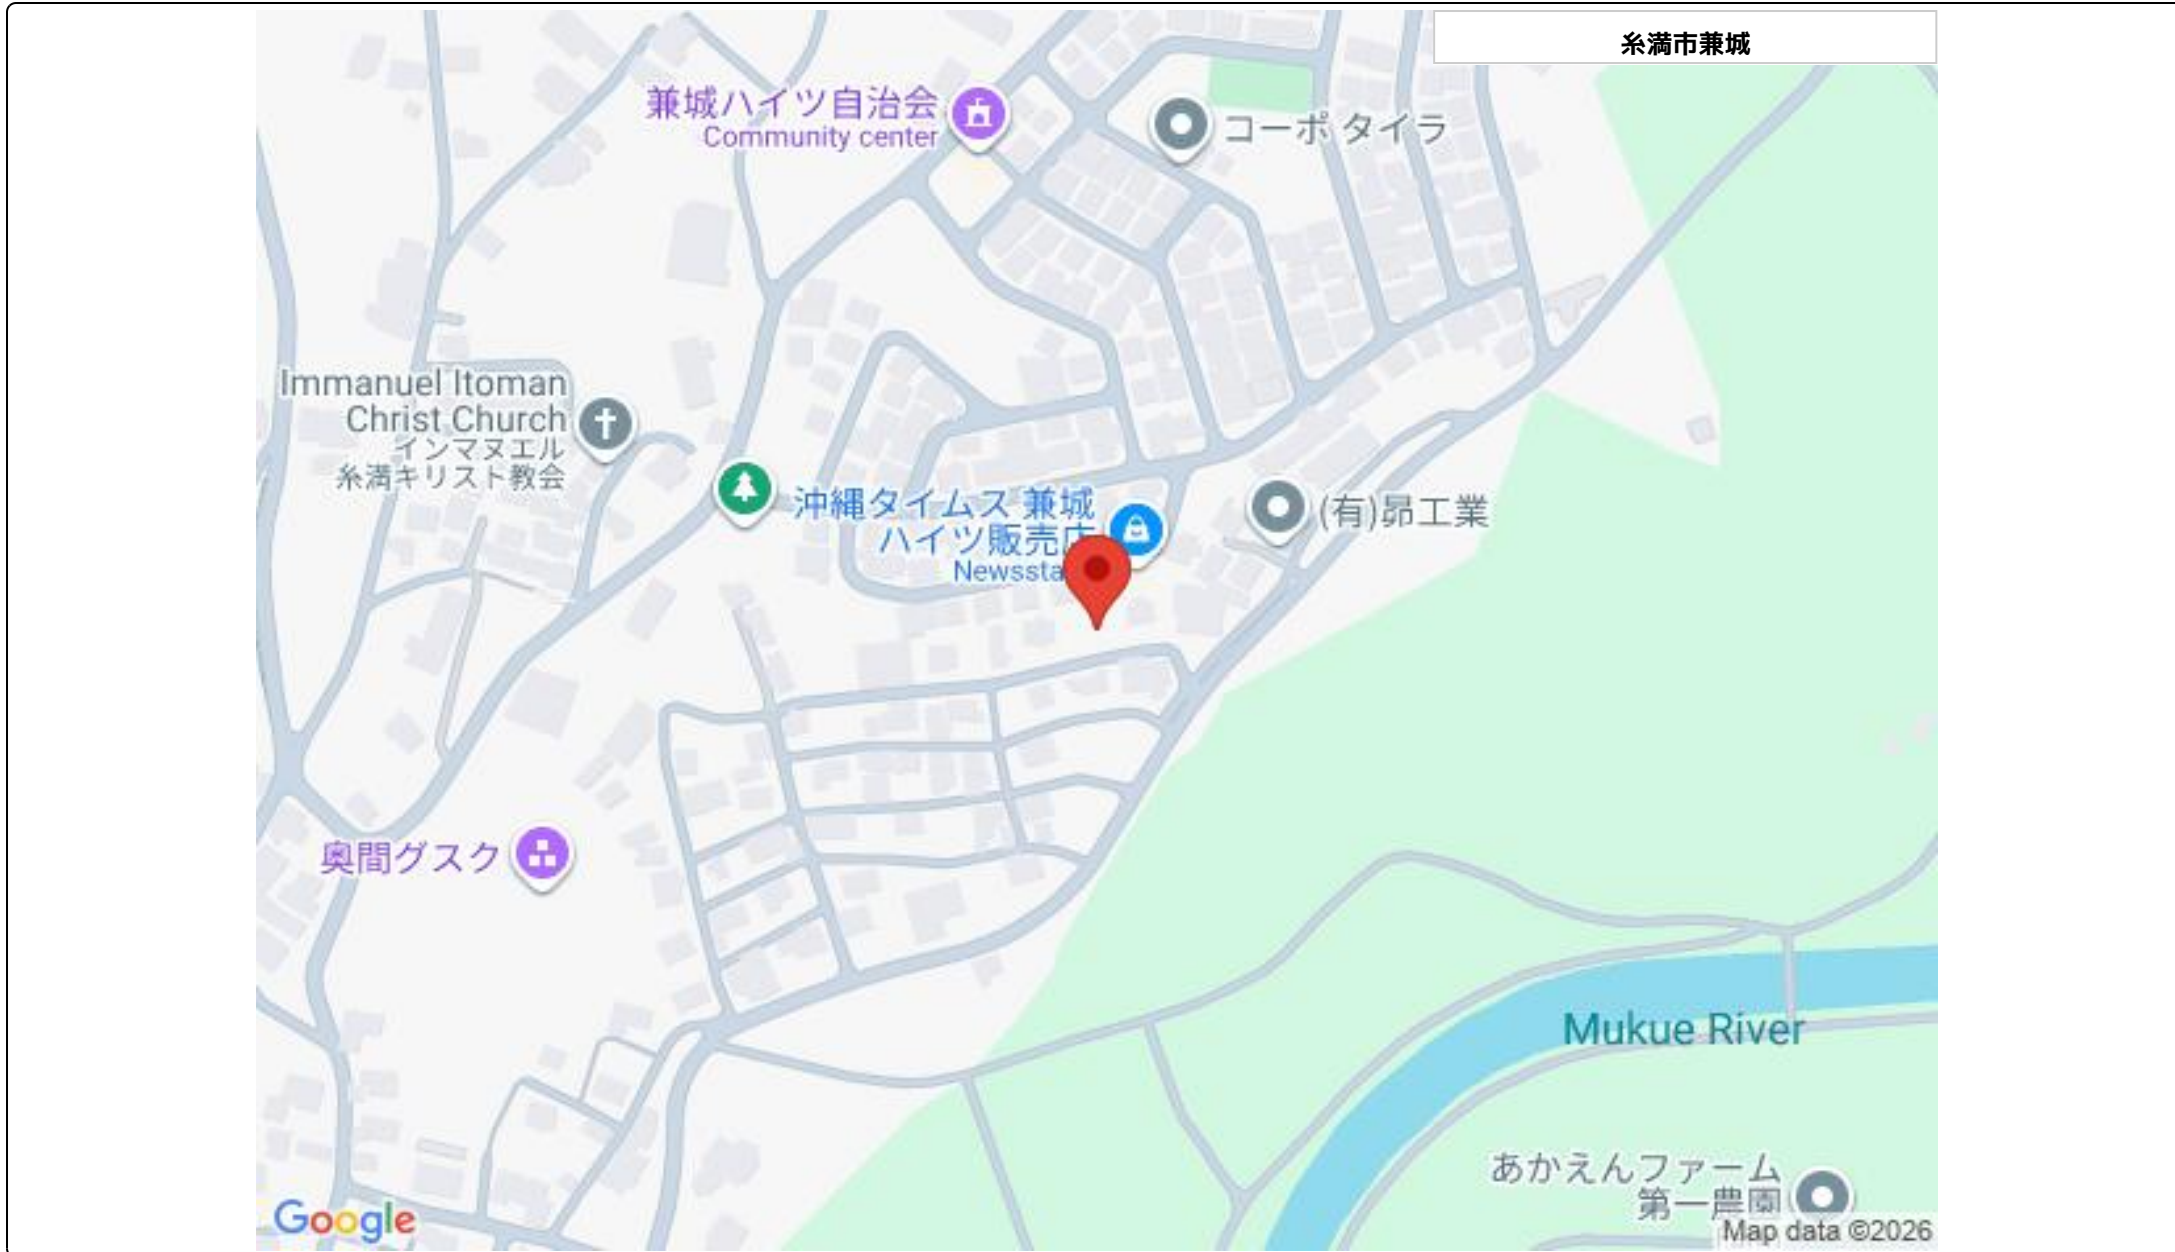 糸満市兼城
兼城ハイツ自治会
Community center
コーポ タイラ
Immanuel Itoman
Christ Church
インマヌエル
糸満キリスト教会
沖縄タイムス 兼城
ハイツ販売店
Newssta
(有)昴工業
奥間グスク
Mukue River
あかえんファーム
第一農園
Google
Map data ©2026